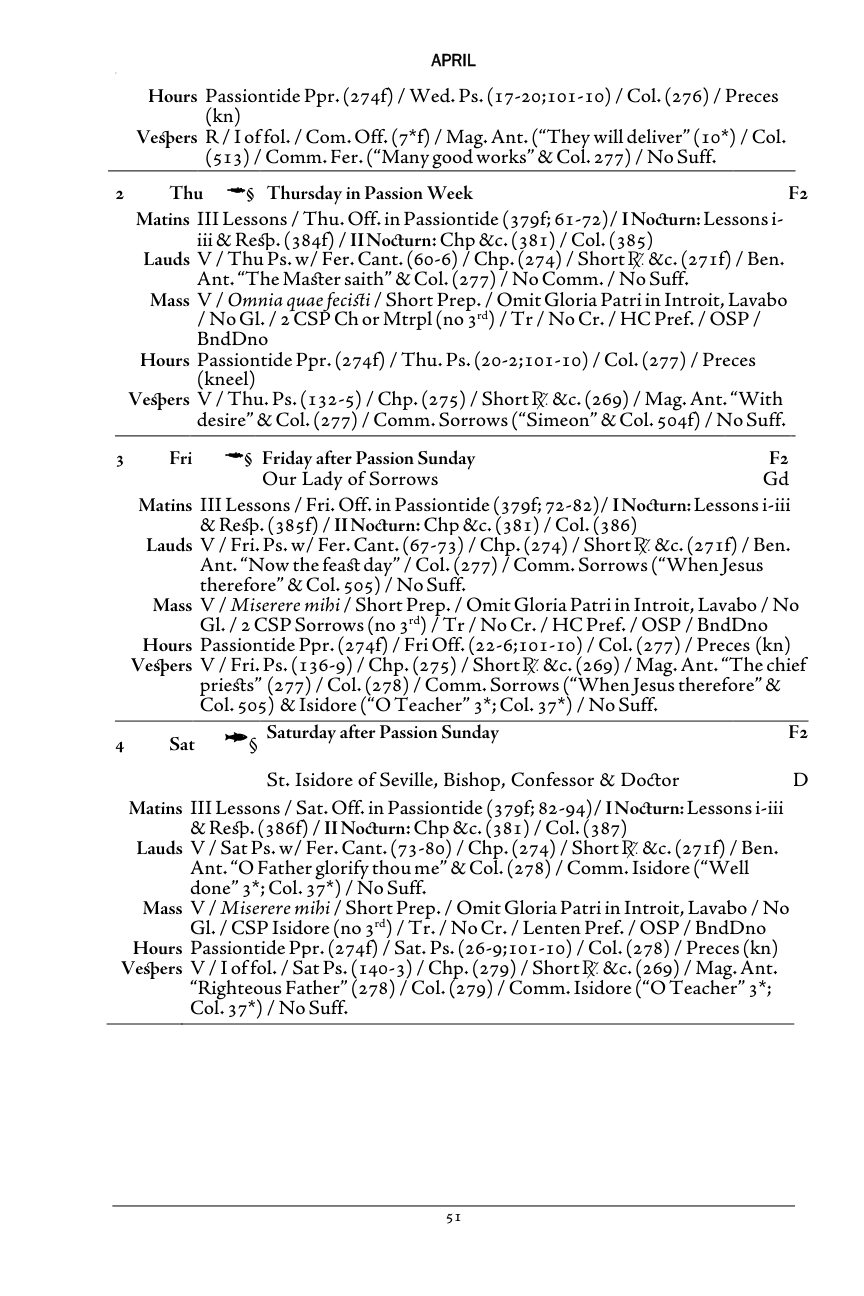 APRIL
Hours Passiontide Ppr. (274f) / Wed. Ps. (17-20;101-10) / Col. (276) / Preces
(kn)
Vespers R / I of fol. / Com. Off. (7*f) / Mag. Ant. (“They will deliver” (10*) / Col.
(513) / Comm. Fer. (“Many good works” & Col. 277) / No Suff.
2 Thu § Thursday in Passion Week F2
Matins III Lessons / Thu. Off. in Passiontide (379f; 61-72)/ I Nocturn: Lessons i-
iii & Resp. (384f) / II Nocturn: Chp &c. (381) / Col. (385)
Lauds V / Thu Ps. w/ Fer. Cant. (60-6) / Chp. (274) / Short ℟ &c. (271f) / Ben.
Ant. “The Master saith” & Col. (277) / No Comm. / No Suff.
Mass V / Omnia quae fecisti / Short Prep. / Omit Gloria Patri in Introit, Lavabo
/ No Gl. / 2 CSP Ch or Mtrpl (no 3rd) / Tr / No Cr. / HC Pref. / OSP /
BndDno
Hours Passiontide Ppr. (274f) / Thu. Ps. (20-2;101-10) / Col. (277) / Preces
(kneel)
Vespers V / Thu. Ps. (132-5) / Chp. (275) / Short ℟ &c. (269) / Mag. Ant. “With
desire” & Col. (277) / Comm. Sorrows (“Simeon” & Col. 504f) / No Suff.
3 Fri § Friday after Passion Sunday F2
Our Lady of Sorrows Gd
Matins III Lessons / Fri. Off. in Passiontide (379f; 72-82)/ I Nocturn: Lessons i-iii
& Resp. (385f) / II Nocturn: Chp &c. (381) / Col. (386)
Lauds V / Fri. Ps. w/ Fer. Cant. (67-73) / Chp. (274) / Short ℟ &c. (271f) / Ben.
Ant. “Now the feast day” / Col. (277) / Comm. Sorrows (“When Jesus
therefore” & Col. 505) / No Suff.
Mass V / Miserere mihi / Short Prep. / Omit Gloria Patri in Introit, Lavabo / No
Gl. / 2 CSP Sorrows (no 3rd) / Tr / No Cr. / HC Pref. / OSP / BndDno
Hours Passiontide Ppr. (274f) / Fri Off. (22-6;101-10) / Col. (277) / Preces (kn)
Vespers V / Fri. Ps. (136-9) / Chp. (275) / Short ℟ &c. (269) / Mag. Ant. “The chief
priests” (277) / Col. (278) / Comm. Sorrows (“When Jesus therefore” &
Col. 505) & Isidore (“O Teacher” 3*; Col. 37*) / No Suff.
4 Sat § Saturday after Passion Sunday F2
St. Isidore of Seville, Bishop, Confessor & Doctor D
Matins III Lessons / Sat. Off. in Passiontide (379f; 82-94)/ I Nocturn: Lessons i-iii
& Resp. (386f) / II Nocturn: Chp &c. (381) / Col. (387)
Lauds V / Sat Ps. w/ Fer. Cant. (73-80) / Chp. (274) / Short ℟ &c. (271f) / Ben.
Ant. “O Father glorify thou me” & Col. (278) / Comm. Isidore (“Well
done” 3*; Col. 37*) / No Suff.
Mass V / Miserere mihi / Short Prep. / Omit Gloria Patri in Introit, Lavabo / No
Gl. / CSP Isidore (no 3rd) / Tr. / No Cr. / Lenten Pref. / OSP / BndDno
Hours Passiontide Ppr. (274f) / Sat. Ps. (26-9;101-10) / Col. (278) / Preces (kn)
Vespers V / I of fol. / Sat Ps. (140-3) / Chp. (279) / Short ℟ &c. (269) / Mag. Ant.
“Righteous Father” (278) / Col. (279) / Comm. Isidore (“O Teacher” 3*;
Col. 37*) / No Suff.
51